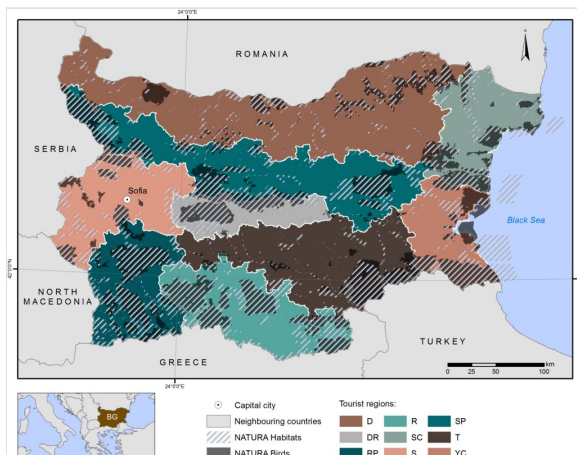 24°0'0"E
ROMANIA
N
SERBIA
Sofia
Black Sea
42°0'0"N
NORTH
MACEDONIA
TURKEY
GREECE
0 25 50 100
km
24°0'0"E
BG
Capital city
Neighbouring countries
NATURA Habitats
NATURA Birds
Tourist regions:
D R SP
DR SC T
RP S YC